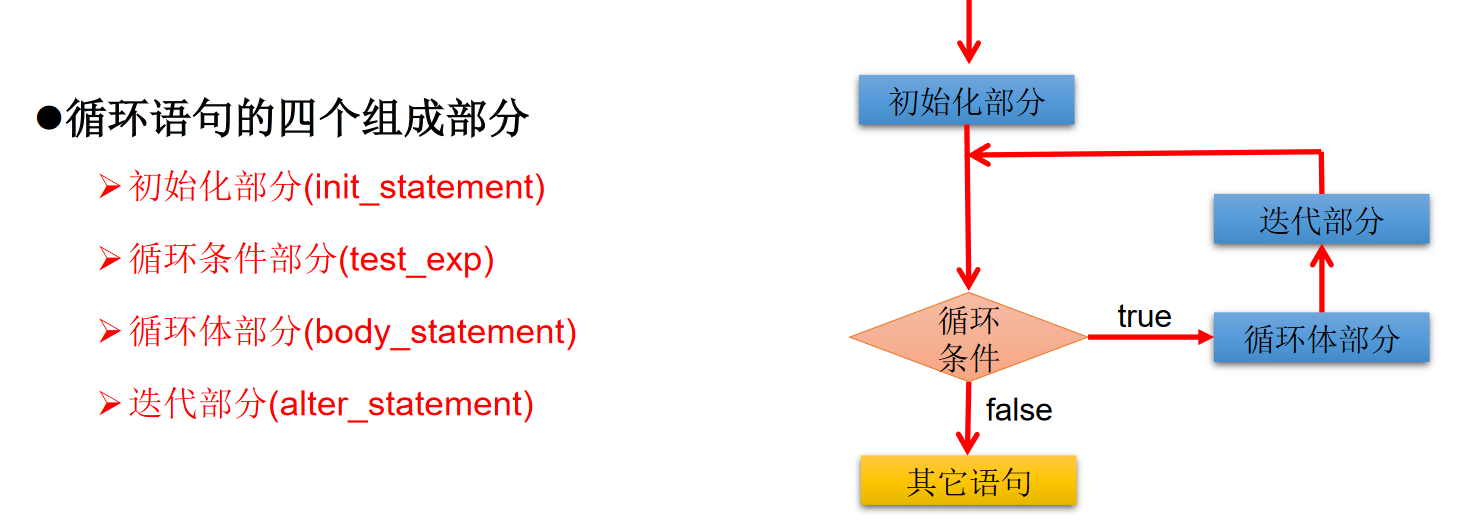 ●循环语句的四个组成部分
➢初始化部分(init_statement)
➢循环条件部分(test_exp)
➢循环体部分(body_statement)
➢迭代部分(alter_statement)
初始化部分
迭代部分
循环
条件
true
循环体部分
false
其它语句